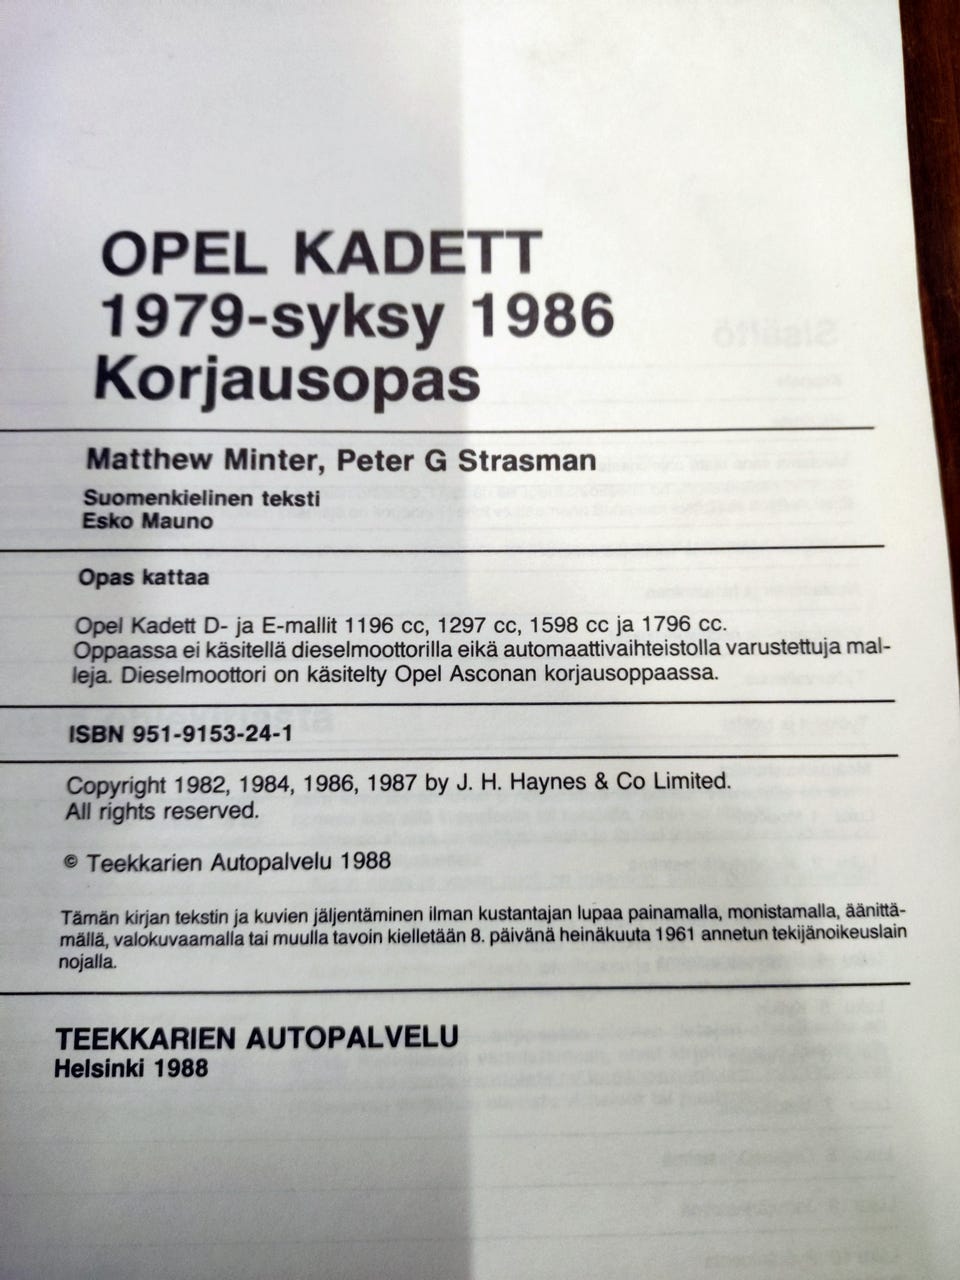 OPEL KADETT
1979-syksy 1986
Korjausopas
Matthew Minter, Peter G Strasman
Suomenkielinen teksti
Esko Mauno
Opas kattaa
Opel Kadett D- ja E-mallit 1196 cc, 1297 cc, 1598 cc ja 1796 cc.
Oppaassa ei käsitellä dieselmoottorilla eikä automaattivaihteistolla varustettuja mal-
leja. Dieselmoottori on käsitelty Opel Asconan korjausoppaassa.
ISBN 951-9153-24-1
Copyright 1982, 1984, 1986, 1987 by J. H. Haynes & Co Limited.
All rights reserved.
© Teekkarien Autopalvelu 1988
Tämän kirjan tekstin ja kuvien jäljentäminen ilman kustantajan lupaa painamalla, monistamalla, äänittä-
mällä, valokuvaamalla tai muulla tavoin kielletään 8. päivänä heinäkuuta 1961 annetun tekijänoikeuslain
nojalla.
TEEKKARIEN AUTOPALVELU
Helsinki 1988